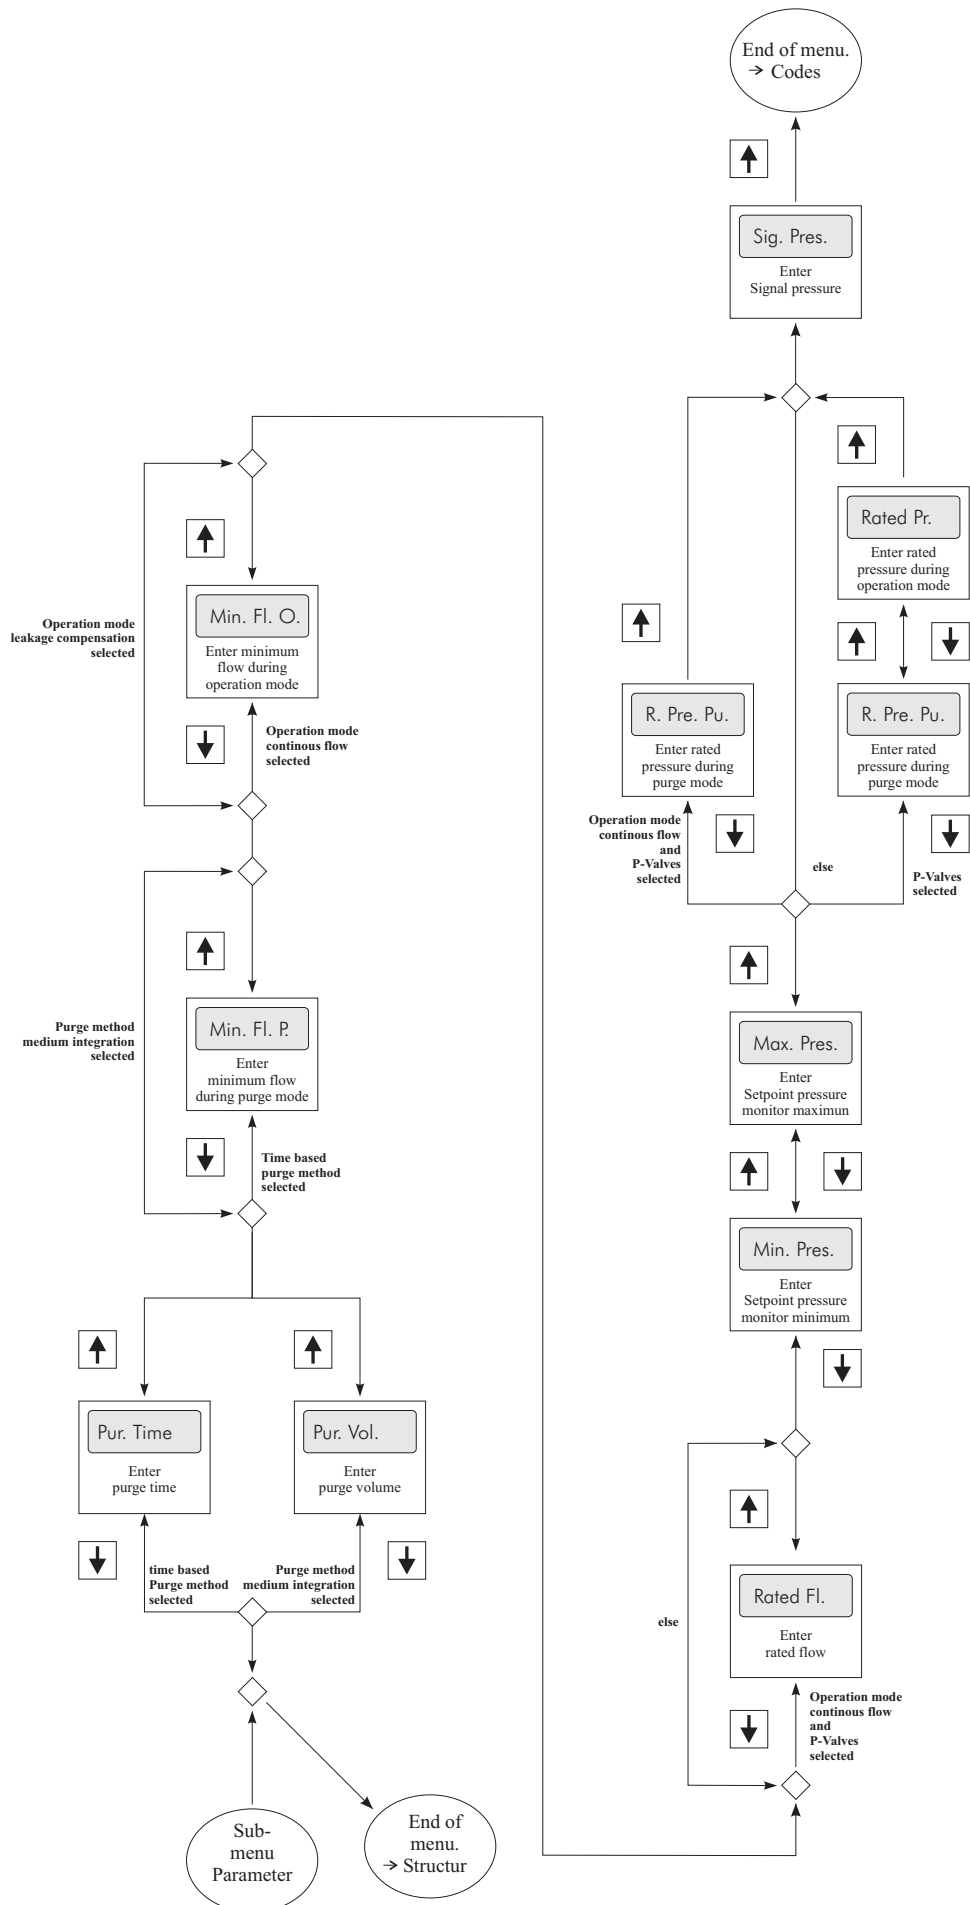 End of menu.
→ Codes
Sig. Pres.
Enter
Signal pressure
Rated Pr.
Enter rated
pressure during
operation mode
R. Pre. Pu.
Enter rated
pressure during
purge mode
R. Pre. Pu.
Enter rated
pressure during
purge mode
Operation mode
continous flow
and
P-Valves
selected
else
P-Valves
selected
Max. Pres.
Enter
Setpoint pressure
monitor maximun
Min. Pres.
Enter
Setpoint pressure
monitor minimum
Rated Fl.
Enter
rated flow
else
Operation mode
continous flow
and
P-Valves
selected
Operation mode
leakage compensation
selected
Min. Fl. O.
Enter minimum
flow during
operation mode
Operation mode
continous flow
selected
Purge method
medium integration
selected
Min. Fl. P.
Enter
minimum flow
during purge mode
Time based
purge method
selected
Pur. Time
Enter
purge time
Pur. Vol.
Enter
purge volume
time based
Purge method
selected
Purge method
medium integration
selected
Sub-
menu
Parameter
End of
menu.
→ Structur